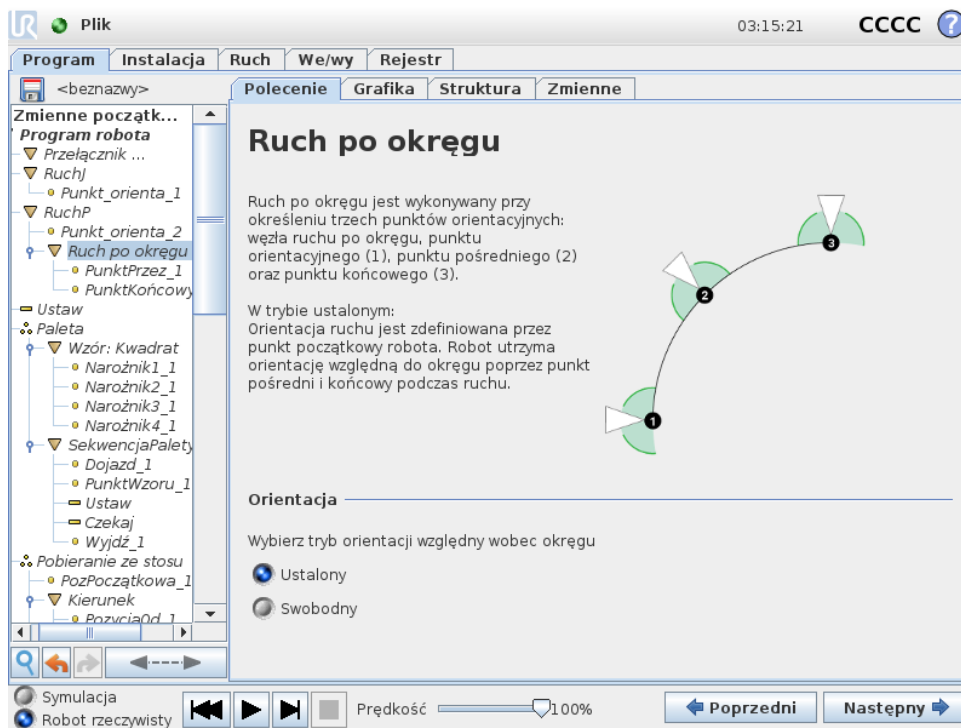 UR Plik 03:15:21 CCCC ?
Program Instalacja Ruch We/wy Rejestr
<beznazwy>
Polecenie Grafika Struktura Zmienne
Zmienne początk...
Program robota
Przełącznik ...
RuchJ
Punkt_orienta_1
RuchP
Punkt_orienta_2
Ruch po okręgu
PunktPrzez_1
PunktKońcowy
Ustaw
Paleta
Wzór: Kwadrat
Narożnik1_1
Narożnik2_1
Narożnik3_1
Narożnik4_1
SekwencjaPalety
Dojazd_1
PunktWzoru_1
Ustaw
Czekaj
Wyjdź_1
Pobieranie ze stosu
PozPoczątkowa_1
Kierunek
PozycjaOd_1
Ruch po okręgu
Ruch po okręgu jest wykonywany przy
określeniu trzech punktów orientacyjnych:
węzła ruchu po okręgu, punktu
orientacyjnego (1), punktu pośredniego (2)
oraz punktu końcowego (3).
W trybie ustalonym:
Orientacja ruchu jest zdefiniowana przez
punkt początkowy robota. Robot utrzyma
orientację względną do okręgu poprzez punkt
pośredni i końcowy podczas ruchu.
3
2
1
Orientacja
Wybierz tryb orientacji względny wobec okręgu
Ustalony
Swobodny
Symulacja
Robot rzeczywisty
Prędkość 100%
Poprzedni Następny